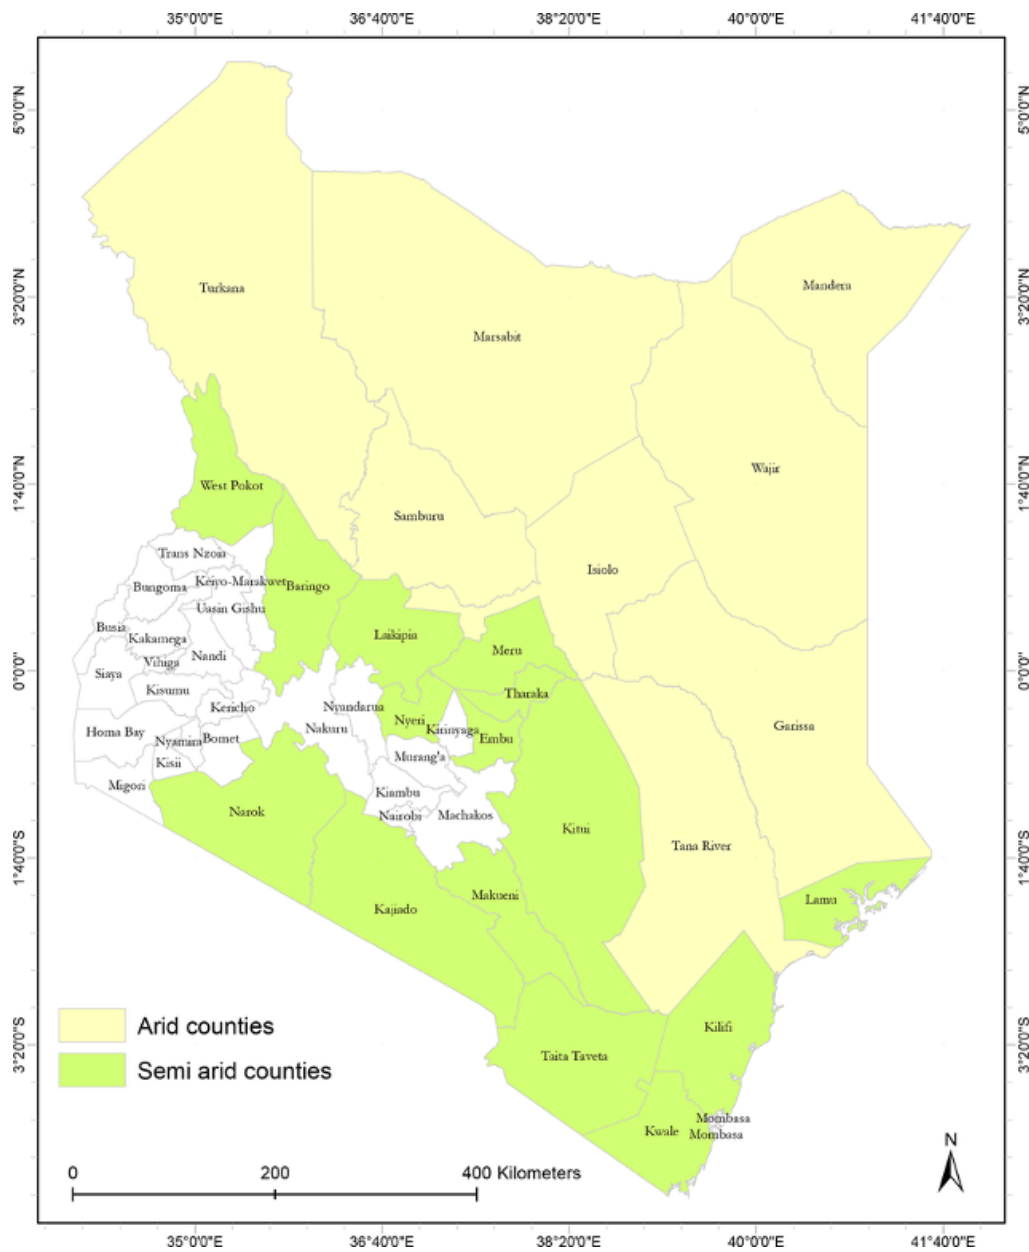 35°0'0"E 36°40'0"E 38°20'0"E 40°0'0"E 41°40'0"E
5°0'0"N 5°0'0"N
Mandera
Turkana
3°20'0"N 3°20'0"N
Marsabit
Wajir
West Pokot
1°40'0"N 1°40'0"N
Samburu
Trans Nzoia
Isiolo
Keiyo-Marakwet
Bungoma
Baringo
Uasin Gishu
Busia
Laikipia
Kakamega
Meru
Nandi
Vihiga
0°0'0" 0°0'0"
Siaya
Kisumu
Tharaka
Kericho
Nyandarua
Nyeri
Garissa
Nakuru
Kirinyaga
Homa Bay
Bomet
Embu
Nyamira
Murang'a
Kisii
Migori
Kiambu
Narok
Nairobi
Machakos
Kitui
Tana River
1°40'0"S 1°40'0"S
Makueni
Lamu
Kajiado
Arid counties
Kilifi
3°20'0"S 3°20'0"S
Taita Taveta
Semi arid counties
Mombasa
Kwale
Mombasa
N
0 200 400 Kilometers
35°0'0"E 36°40'0"E 38°20'0"E 40°0'0"E 41°40'0"E